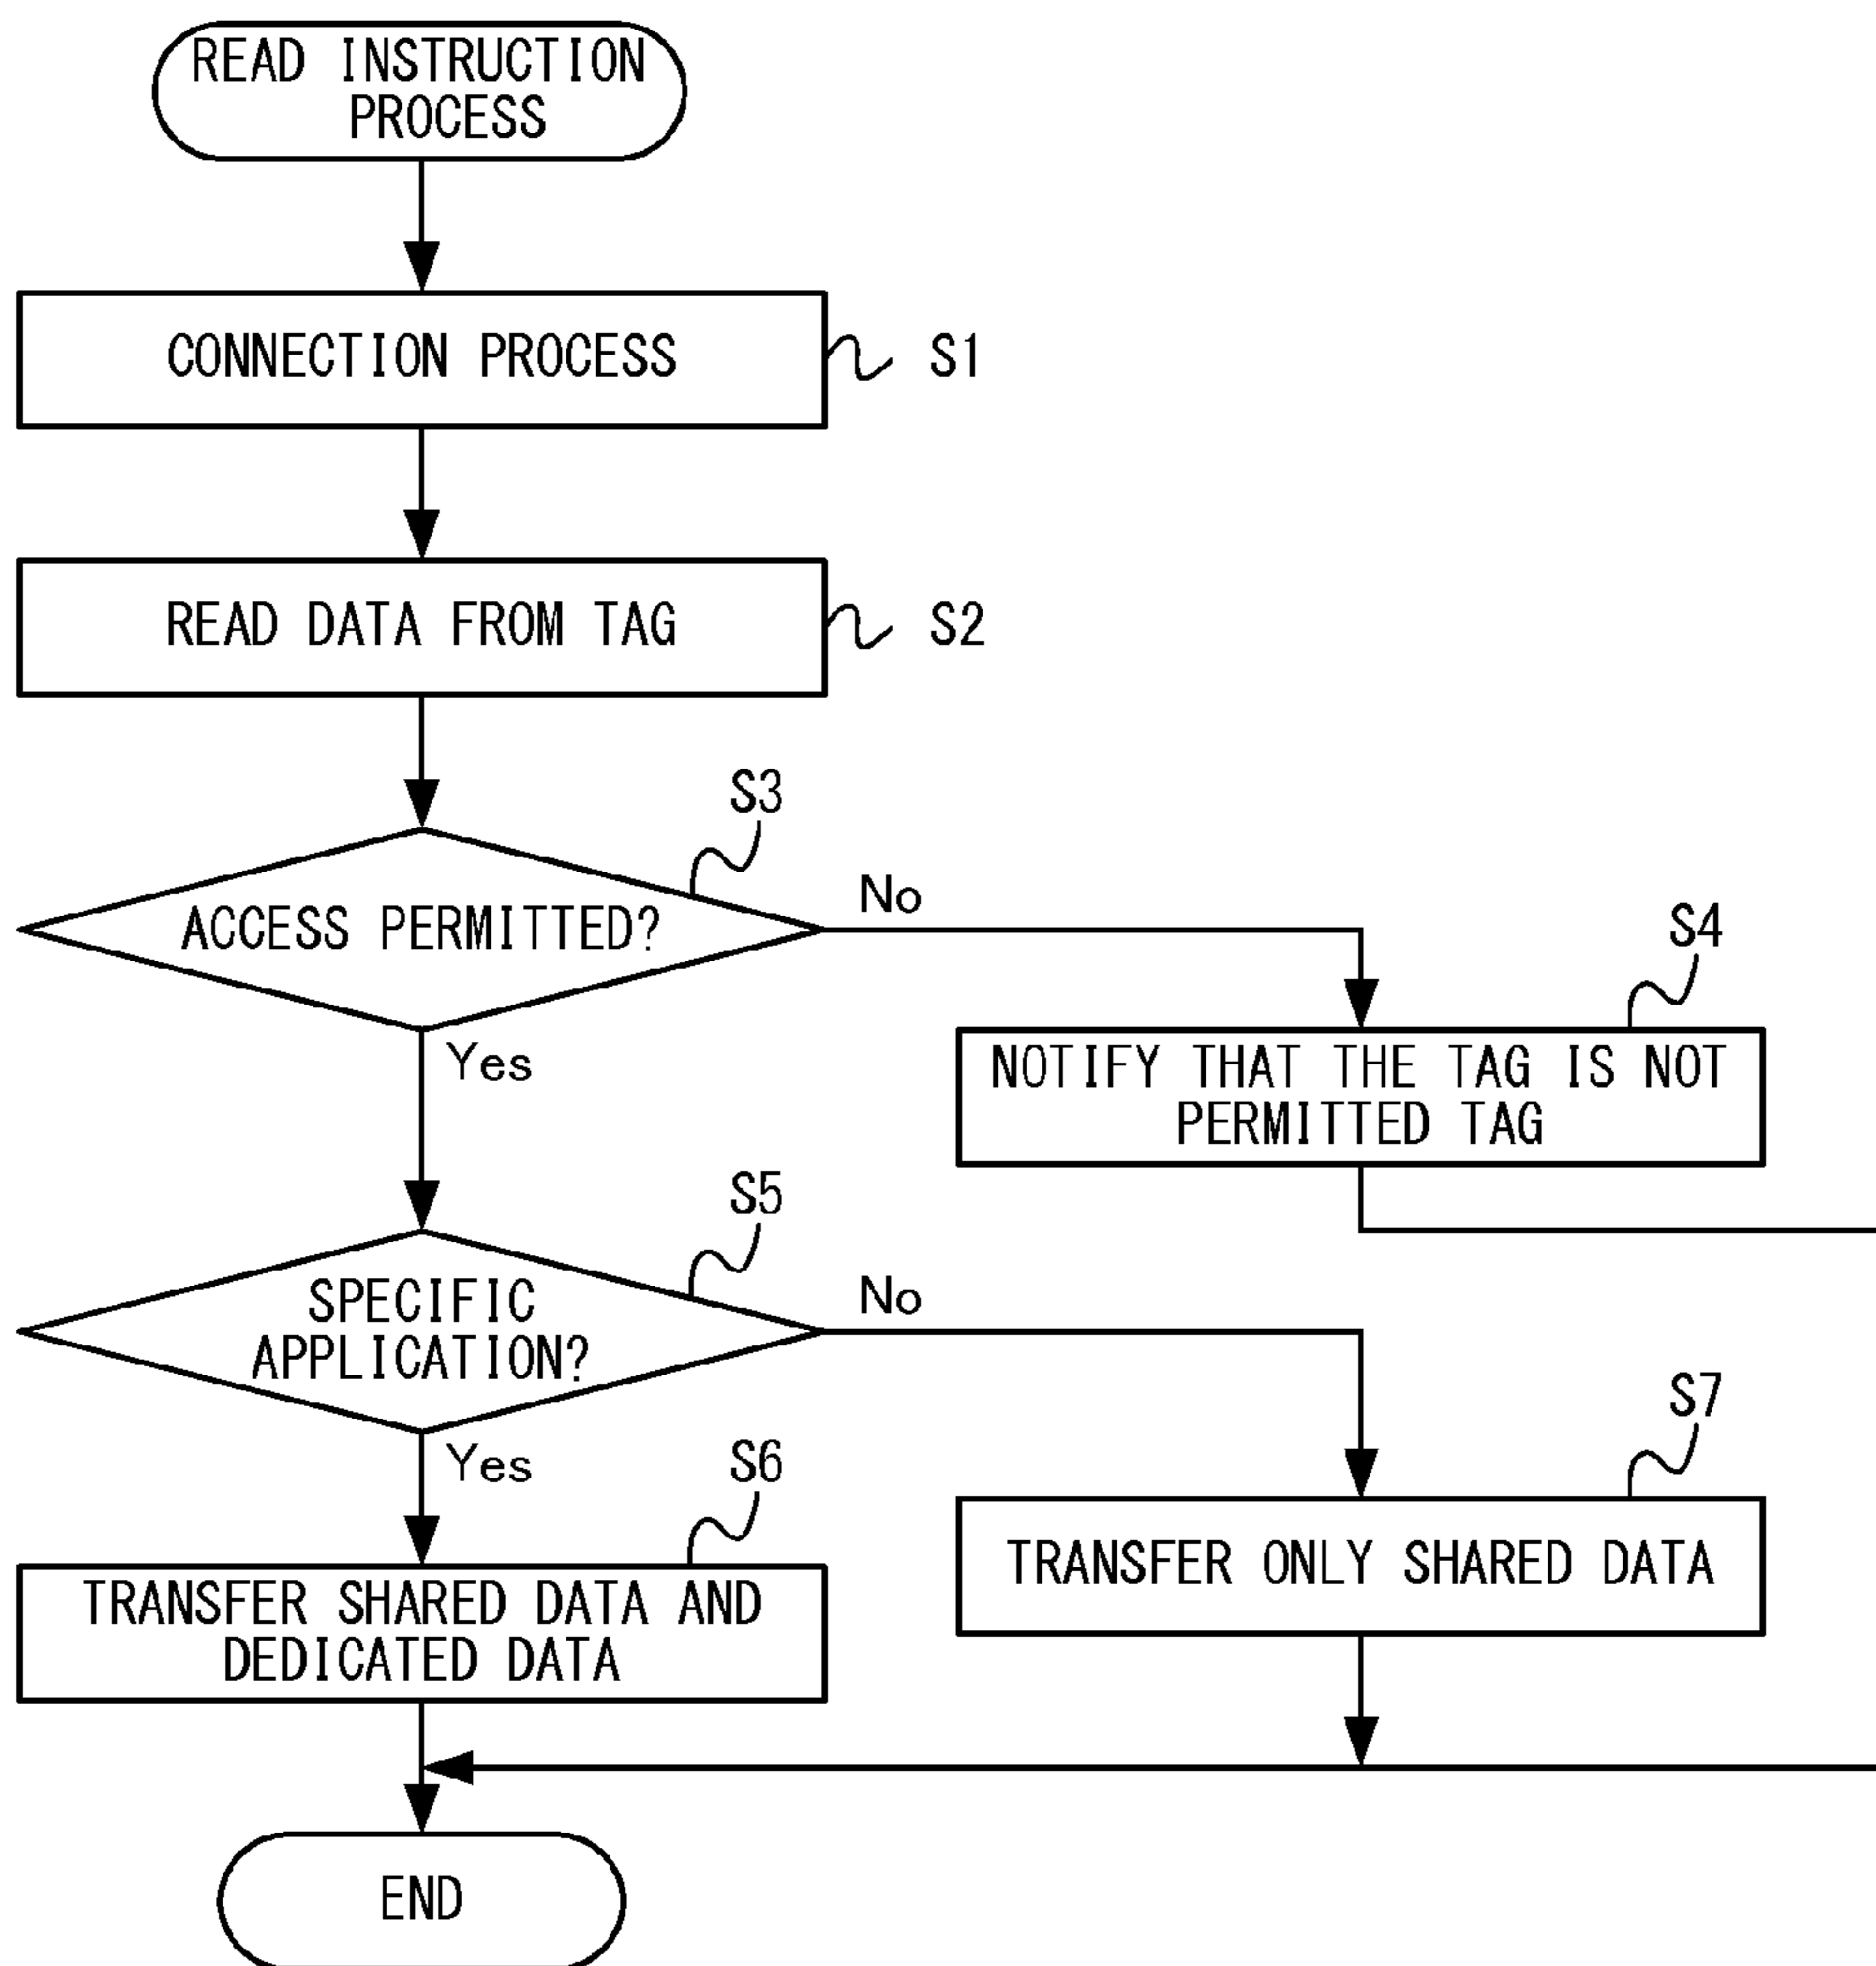 READ INSTRUCTION
PROCESS
CONNECTION PROCESS
S1
READ DATA FROM TAG
S2
S3
ACCESS PERMITTED?
No
S4
Yes
NOTIFY THAT THE TAG IS NOT
PERMITTED TAG
S5
SPECIFIC
APPLICATION?
No
S7
Yes
S6
TRANSFER ONLY SHARED DATA
TRANSFER SHARED DATA AND
DEDICATED DATA
END